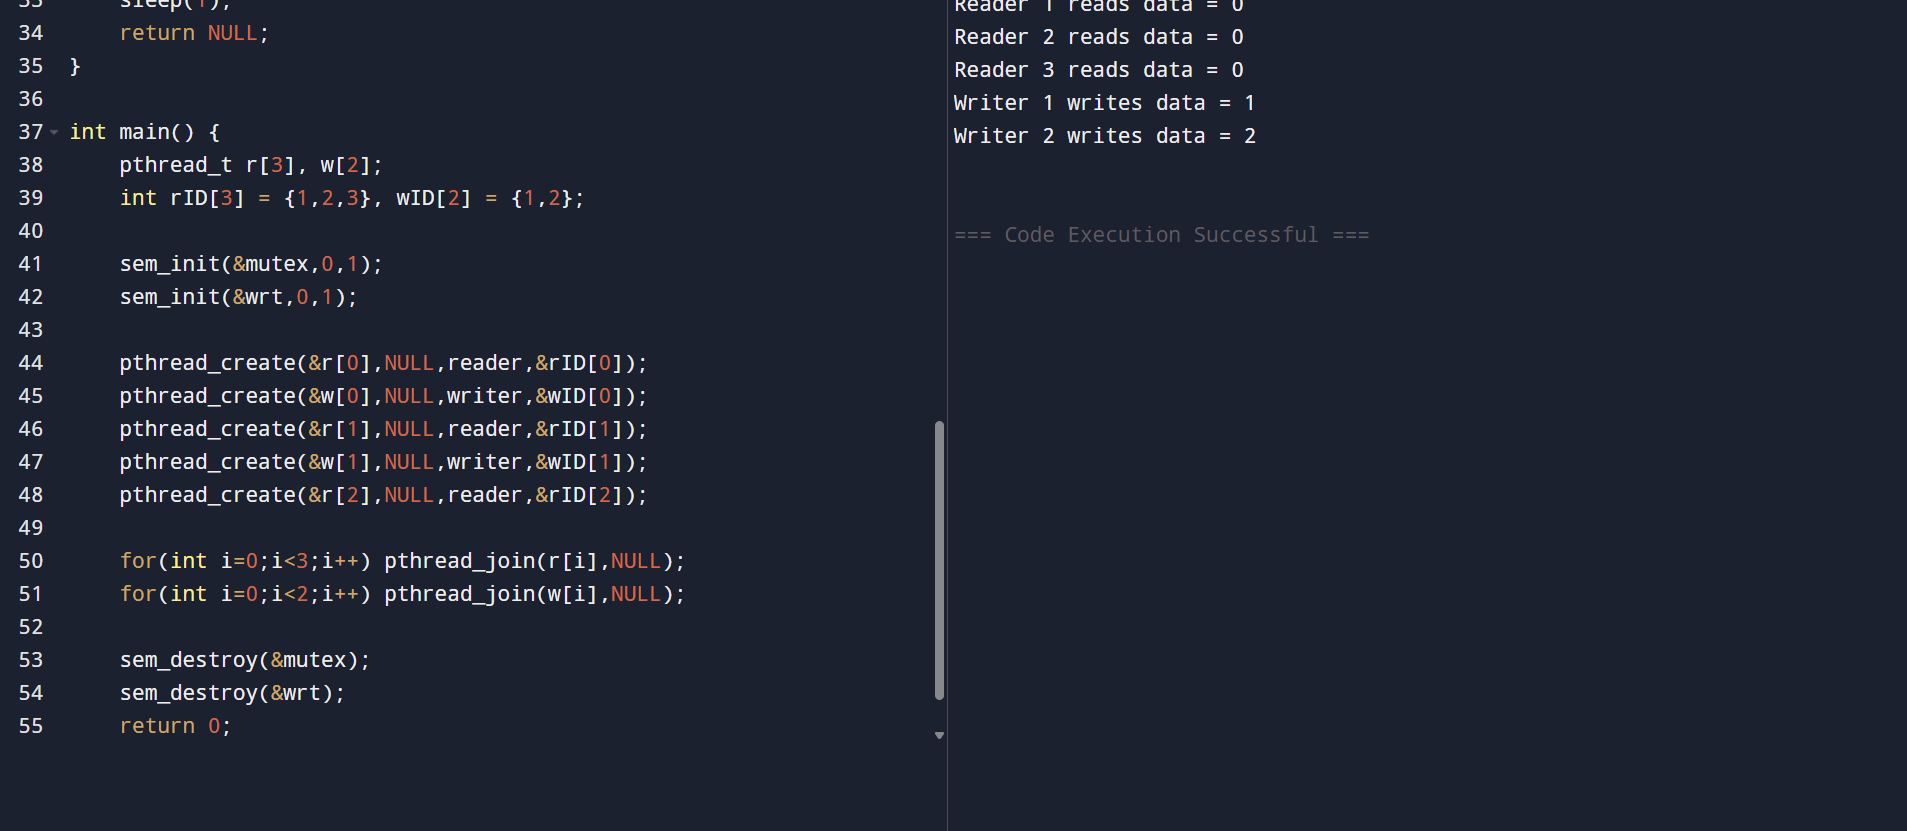 33 sleep(1);
34 return NULL;
35 }
36
37 int main() {
38 pthread_t r[3], w[2];
39 int rID[3] = {1,2,3}, wID[2] = {1,2};
40
41 sem_init(&mutex,0,1);
42 sem_init(&wrt,0,1);
43
44 pthread_create(&r[0],NULL,reader,&rID[0]);
45 pthread_create(&w[0],NULL,writer,&wID[0]);
46 pthread_create(&r[1],NULL,reader,&rID[1]);
47 pthread_create(&w[1],NULL,writer,&wID[1]);
48 pthread_create(&r[2],NULL,reader,&rID[2]);
49
50 for(int i=0;i<3;i++) pthread_join(r[i],NULL);
51 for(int i=0;i<2;i++) pthread_join(w[i],NULL);
52
53 sem_destroy(&mutex);
54 sem_destroy(&wrt);
55 return 0;
Reader 1 reads data = 0
Reader 2 reads data = 0
Reader 3 reads data = 0
Writer 1 writes data = 1
Writer 2 writes data = 2
=== Code Execution Successful ===